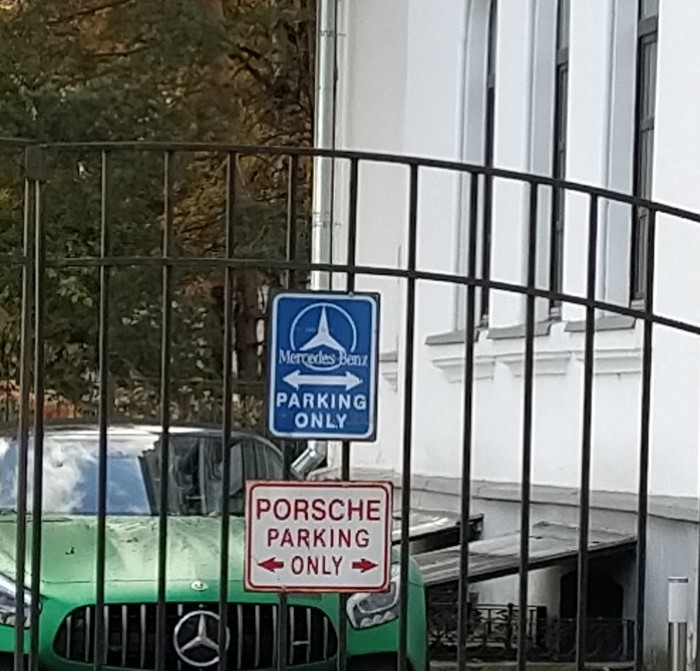 Mercedes-Benz
PARKING
ONLY
PORSCHE
PARKING
ONLY